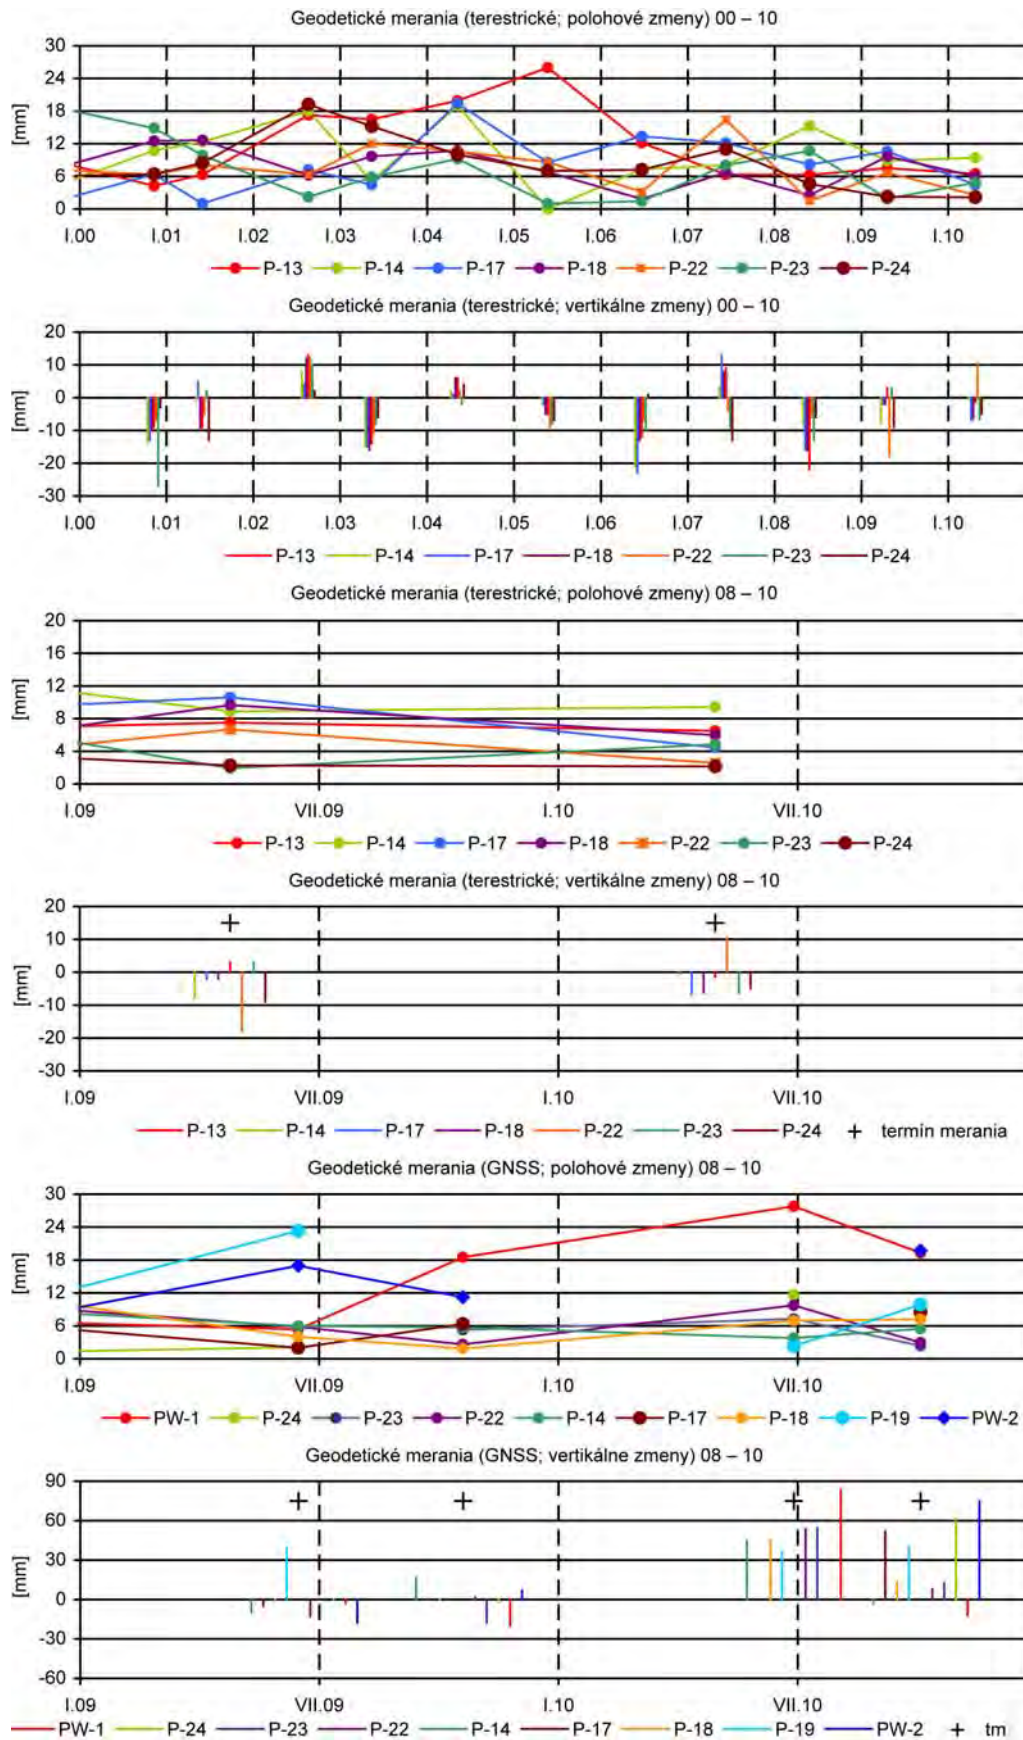 Geodetické merania (terestrické; polohové zmeny) 00 – 10
[mm]
30
24
18
12
6
0
I.00 I.01 I.02 I.03 I.04 I.05 I.06 I.07 I.08 I.09 I.10
P-13 P-14 P-17 P-18 P-22 P-23 P-24
Geodetické merania (terestrické; vertikálne zmeny) 00 – 10
[mm]
20
10
0
-10
-20
-30
I.00 I.01 I.02 I.03 I.04 I.05 I.06 I.07 I.08 I.09 I.10
P-13 P-14 P-17 P-18 P-22 P-23 P-24
Geodetické merania (terestrické; polohové zmeny) 08 – 10
[mm]
20
16
12
8
4
0
I.09 VII.09 I.10 VII.10
P-13 P-14 P-17 P-18 P-22 P-23 P-24
Geodetické merania (terestrické; vertikálne zmeny) 08 – 10
[mm]
20
10
0
-10
-20
-30
I.09 VII.09 I.10 VII.10
P-13 P-14 P-17 P-18 P-22 P-23 P-24 + termín merania
Geodetické merania (GNSS; polohové zmeny) 08 – 10
[mm]
30
24
18
12
6
0
I.09 VII.09 I.10 VII.10
PW-1 P-24 P-23 P-22 P-14 P-17 P-18 P-19 PW-2
Geodetické merania (GNSS; vertikálne zmeny) 08 – 10
[mm]
90
60
30
0
-30
-60
I.09 VII.09 I.10 VII.10
PW-1 P-24 P-23 P-22 P-14 P-17 P-18 P-19 PW-2 + tm